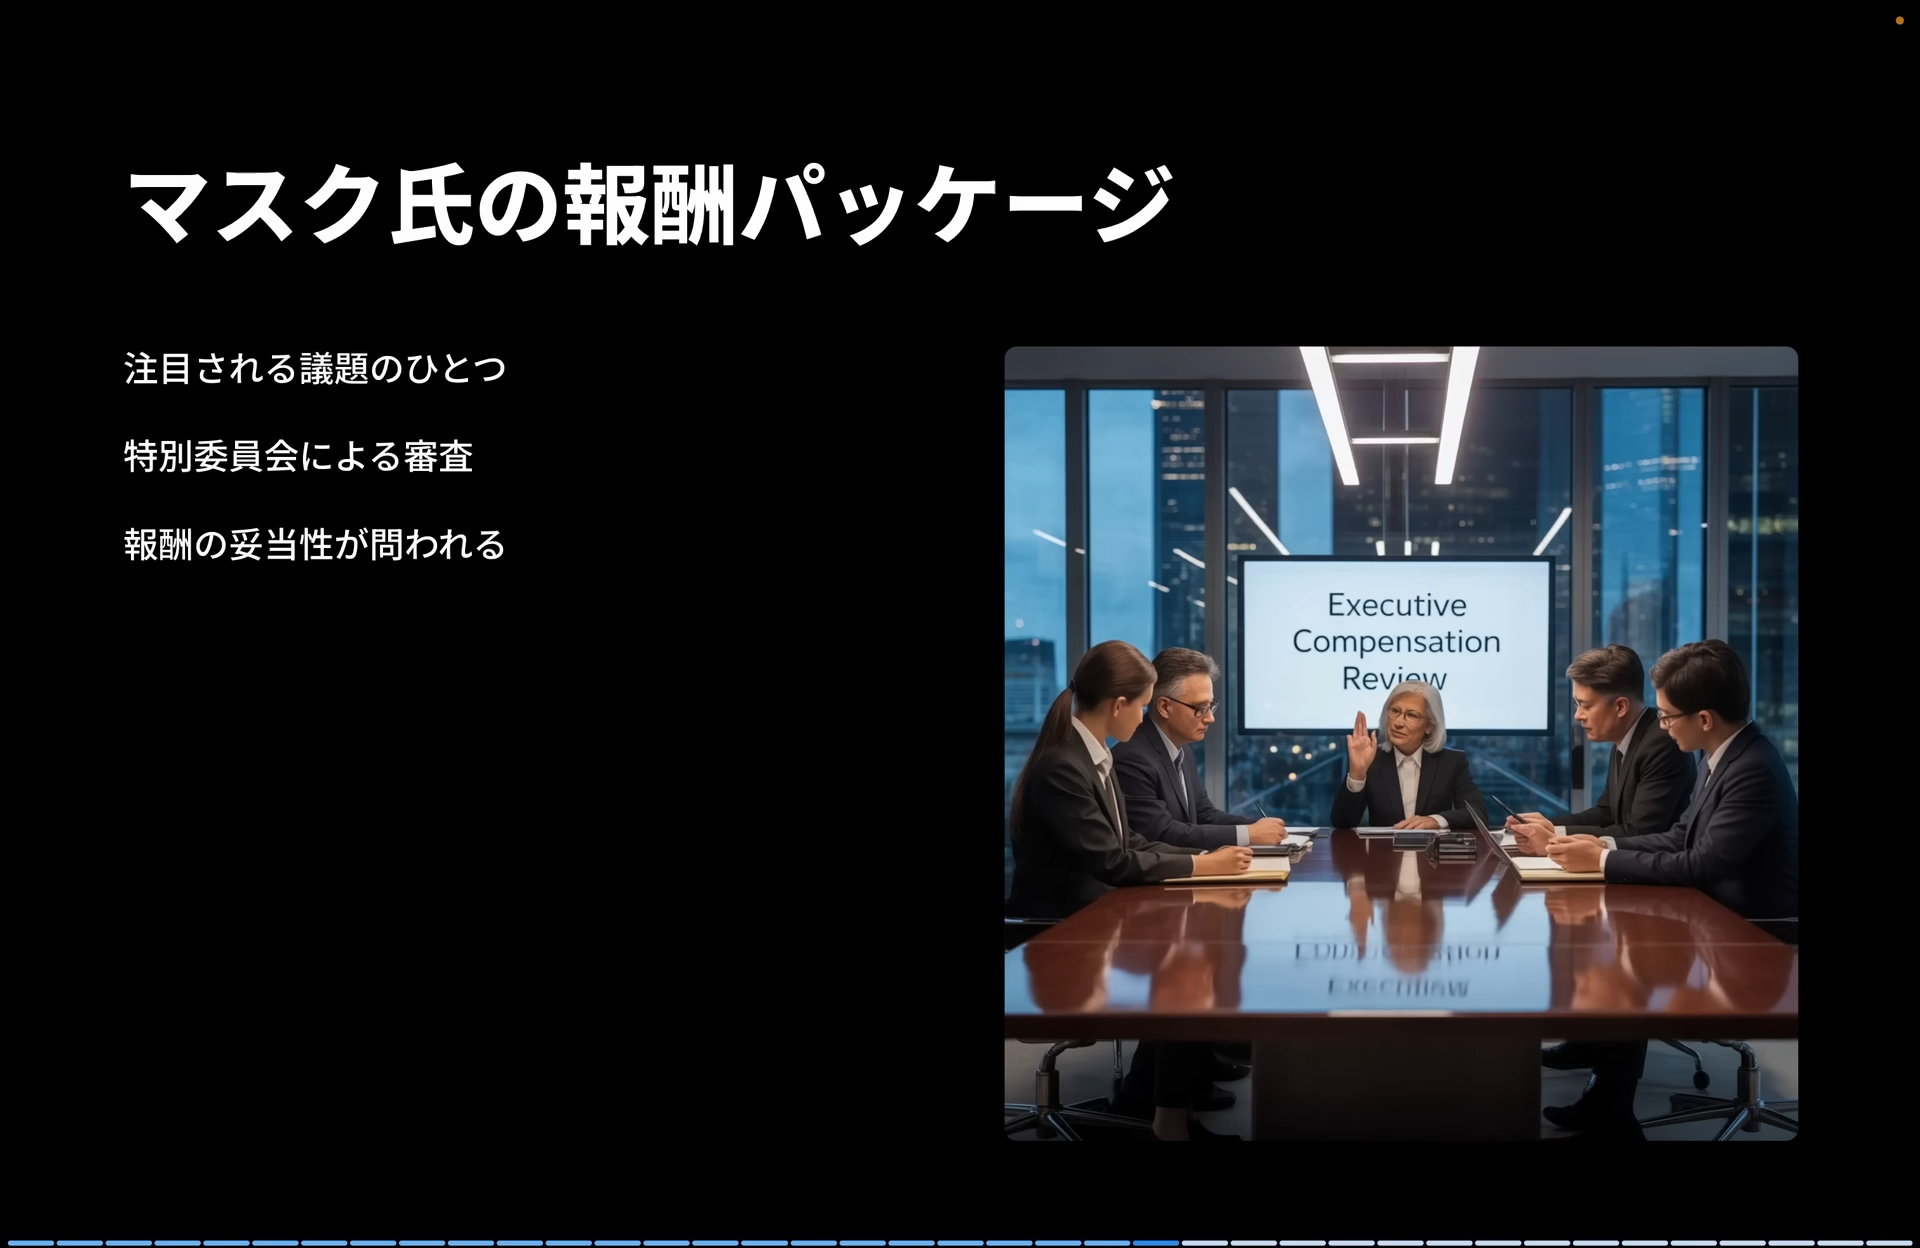 マスク氏の報酬パッケージ
注目される議題のひとつ
特別委員会による審査
報酬の妥当性が問われる
Executive
Compensation
Review